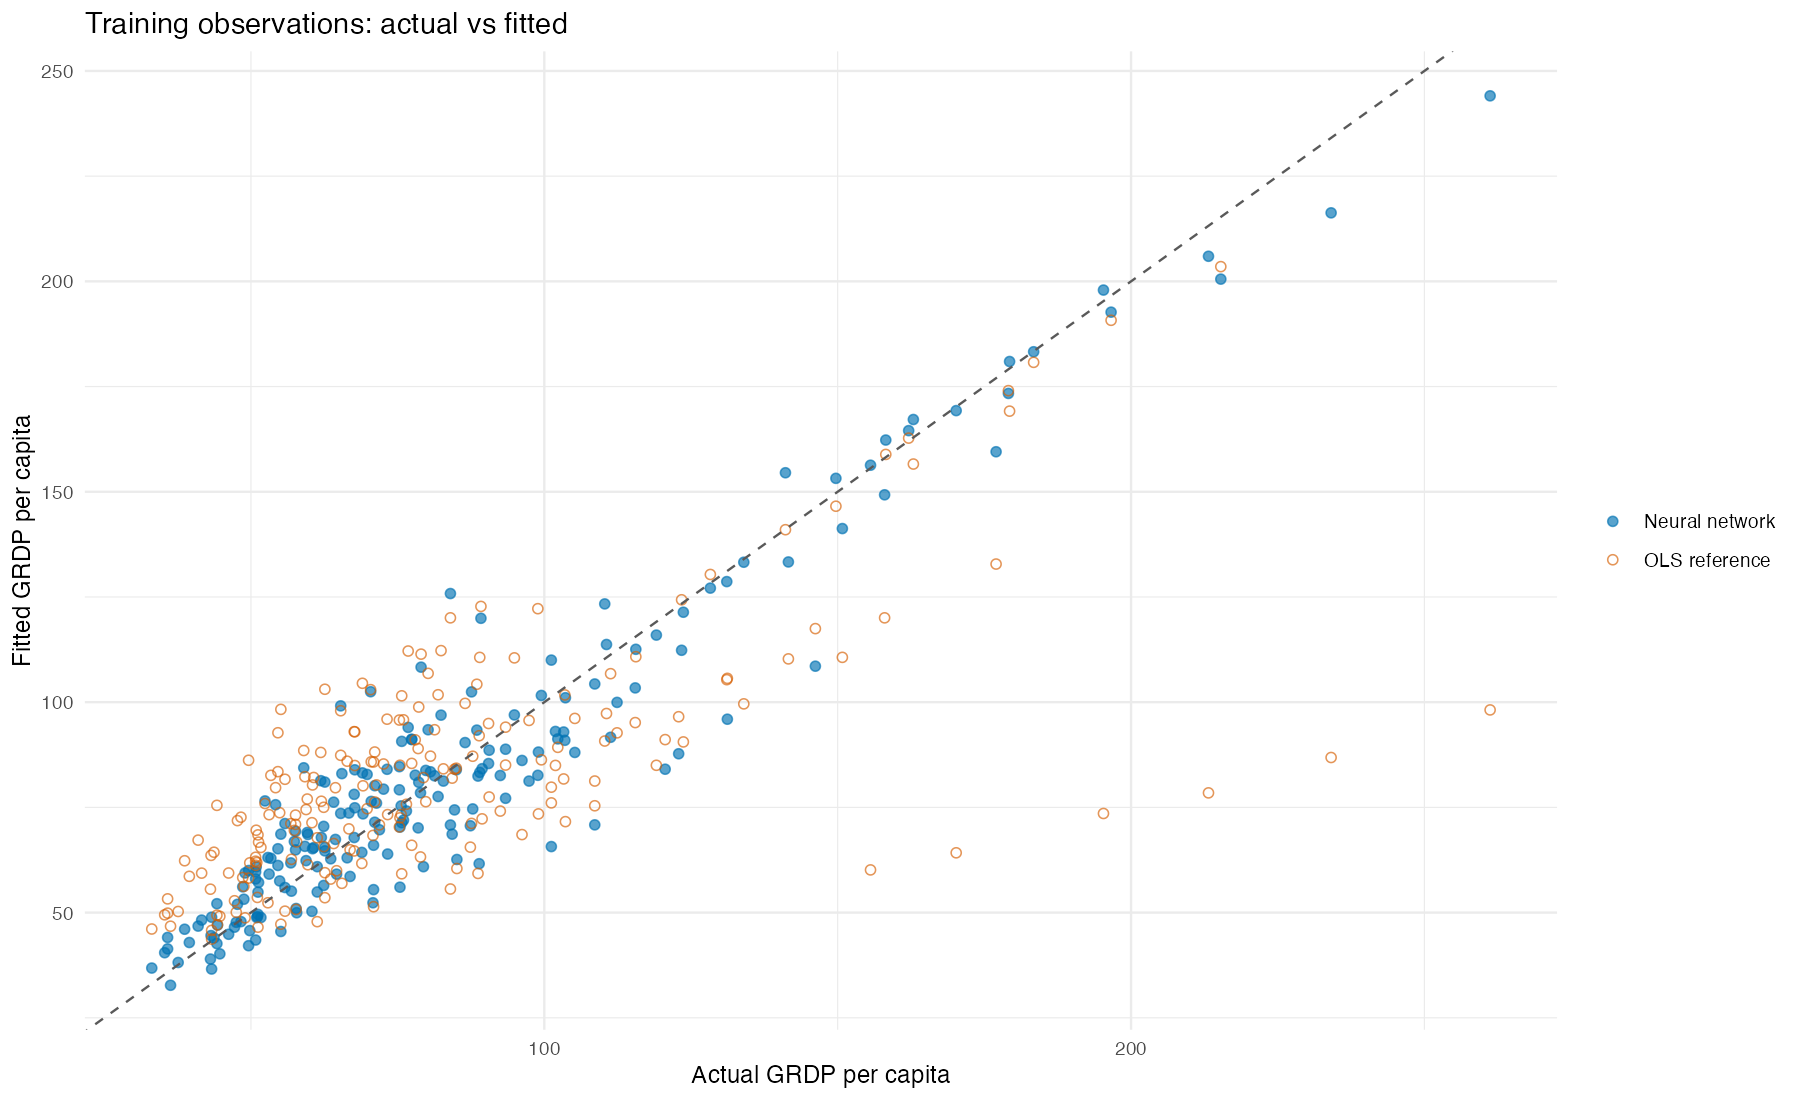 Training observations: actual vs fitted
250
200
150
100
50
Fitted GRDP per capita
100
200
Actual GRDP per capita
Neural network
OLS reference